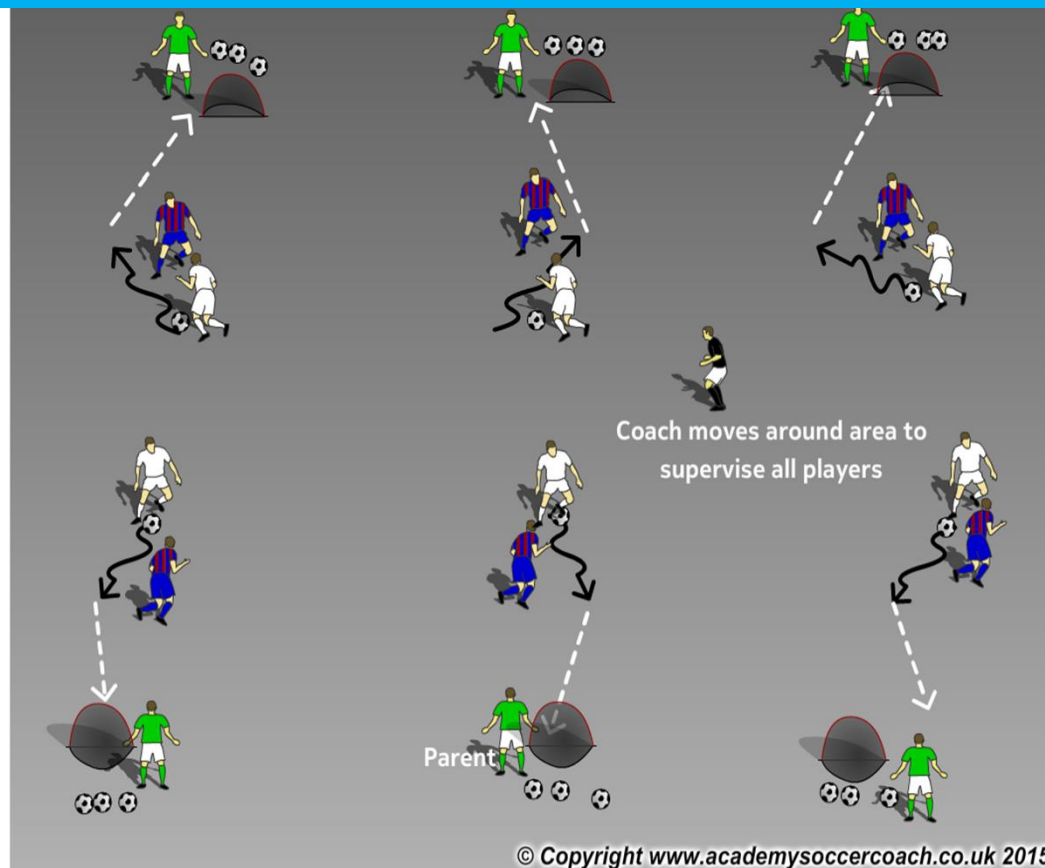 Coach moves around area to
supervise all players
Parent
© Copyright www.academysoccercoach.co.uk 2015